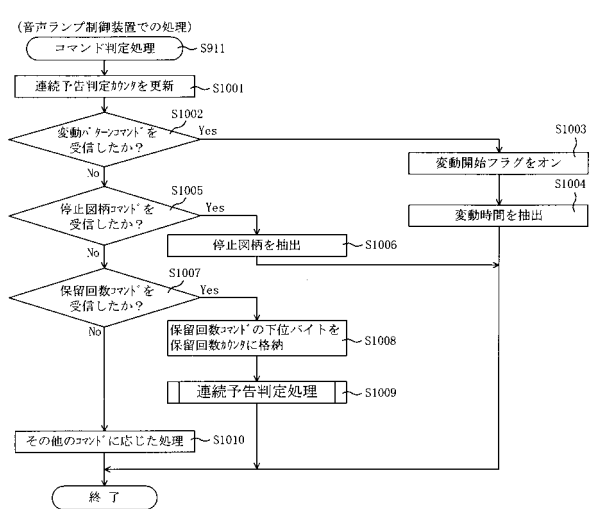 (音声ランプ制御装置での処理)
コマンド判定処理
S911
連続予告判定ｶｳﾝﾀを更新
S1001
S1002
変動ﾊﾟﾀｰﾝｺﾏﾝﾄﾞを
受信したか?
Yes
No
S1003
変動開始フラグをオン
S1004
変動時間を抽出
S1005
停止図柄ｺﾏﾝﾄﾞを
受信したか?
Yes
No
停止図柄を抽出
S1006
S1007
保留回数ｺﾏﾝﾄﾞを
受信したか?
Yes
No
保留回数ｺﾏﾝﾄﾞの下位バイトを
保留回数ｶｳﾝﾀに格納
S1008
連続予告判定処理
S1009
その他のｺﾏﾝﾄﾞに応じた処理
S1010
終了